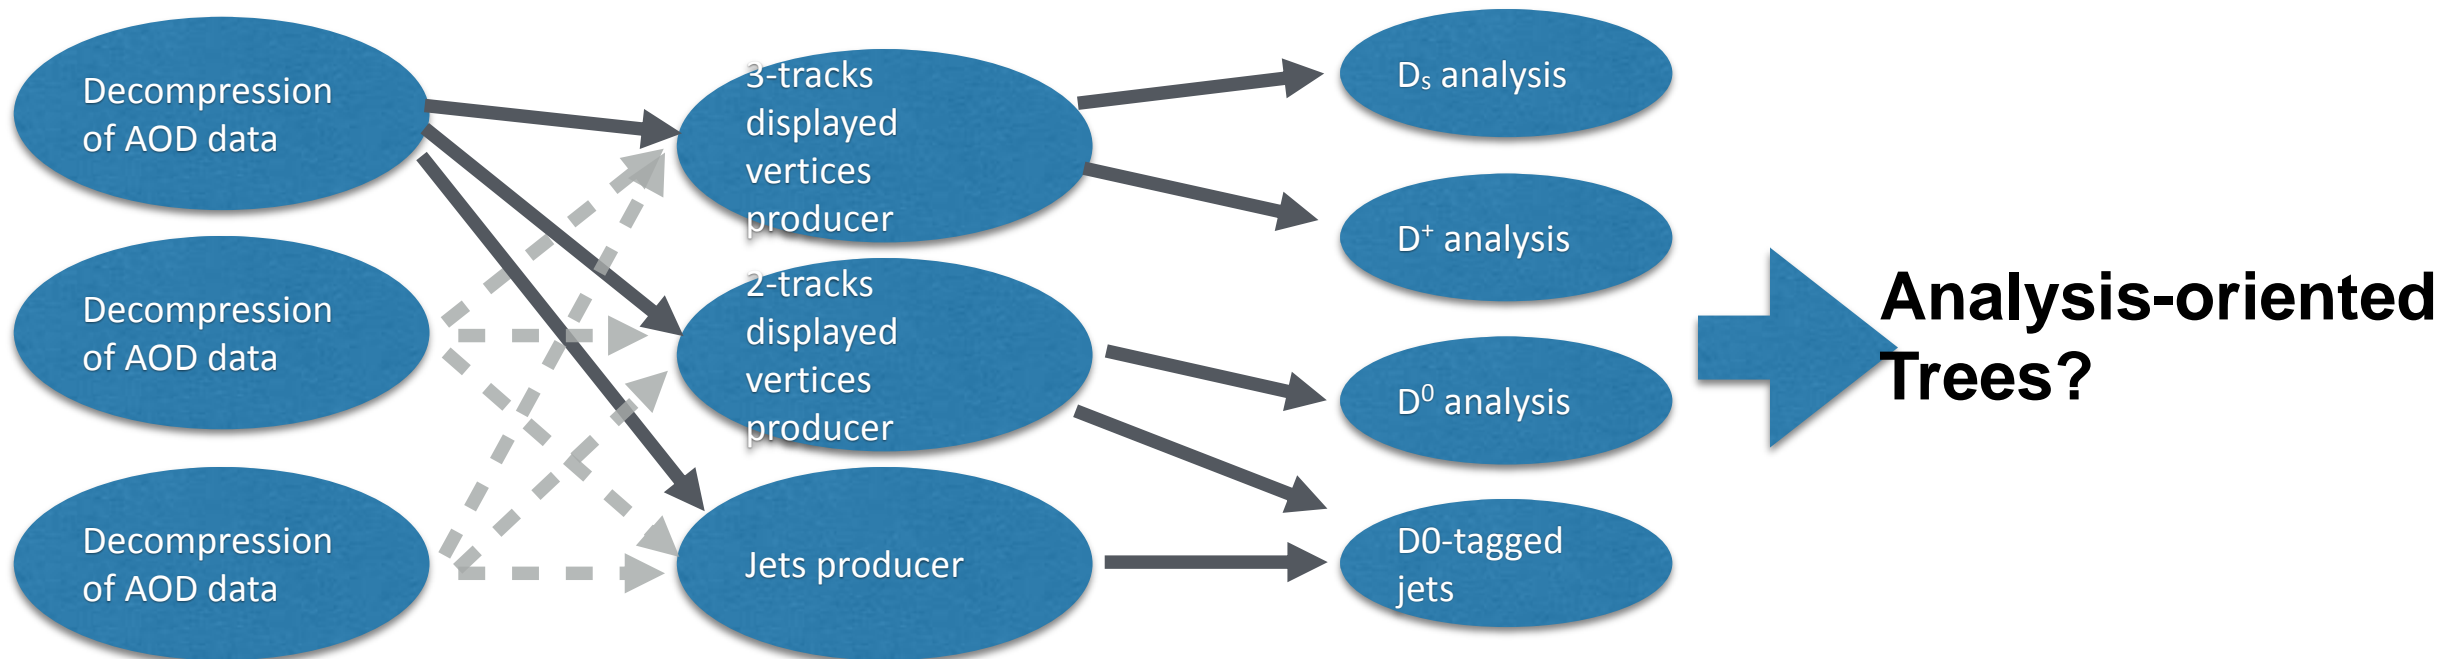 Decompression
of AOD data
Decompression
of AOD data
Decompression
of AOD data
3-tracks
displayed
vertices
producer
2-tracks
displayed
vertices
producer
Jets producer
Dₛ analysis
D⁺ analysis
D⁰ analysis
D0-tagged
jets
Analysis-oriented
Trees?